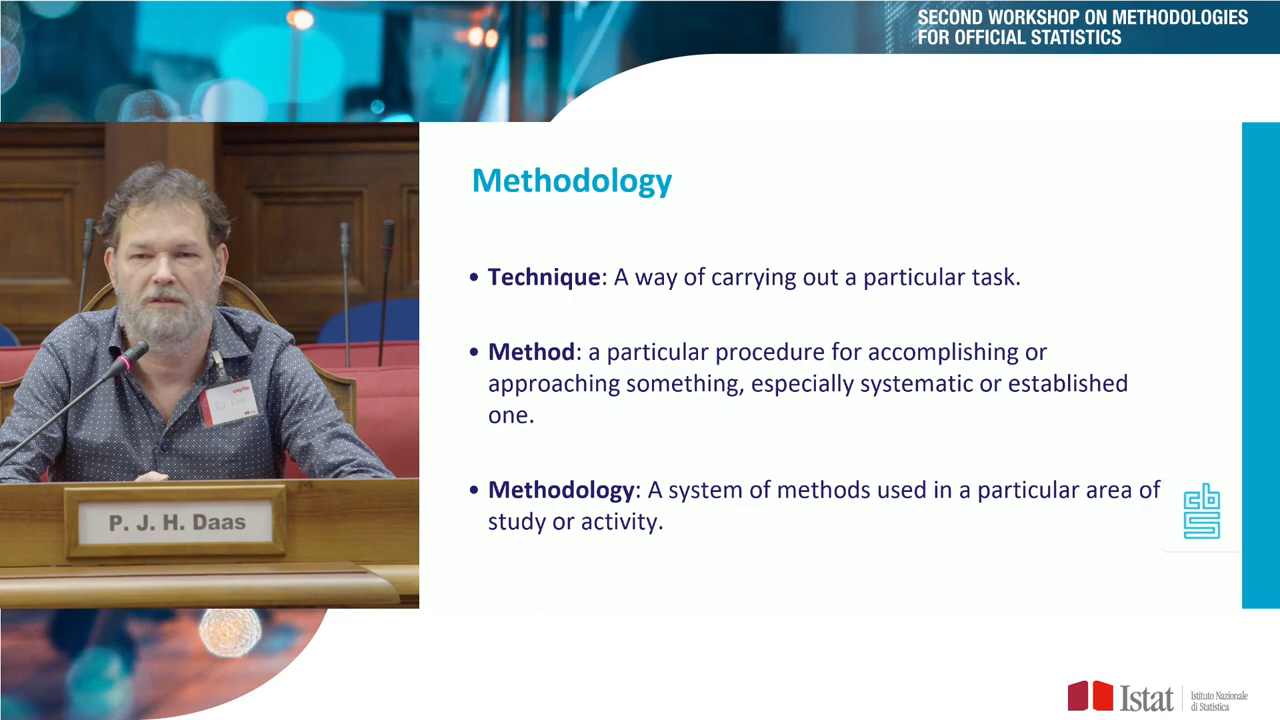 SECOND WORKSHOP ON METHODOLOGIES
FOR OFFICIAL STATISTICS
Methodology
• Technique: A way of carrying out a particular task.
• Method: a particular procedure for accomplishing or
approaching something, especially systematic or established
one.
• Methodology: A system of methods used in a particular area of
study or activity.
cbs
P. J. H. Daas
Istat
Istituto Nazionale
di Statistica